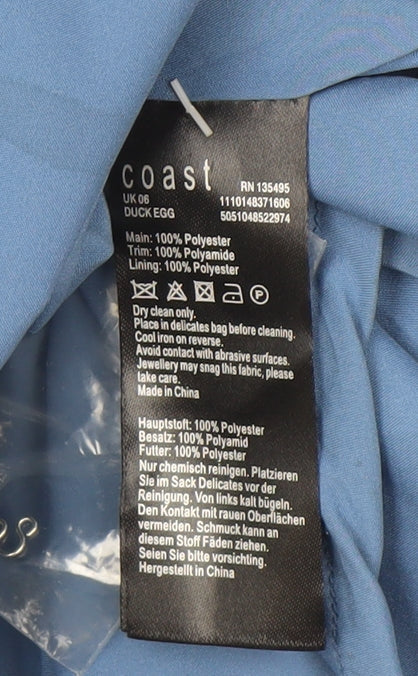 coast
RN 135495
UK 06
1110148371606
DUCK EGG
5051048522974
Main: 100% Polyester
Trim: 100% Polyamide
Lining: 100% Polyester
P
Dry clean only.
Place in delicates bag before cleaning.
Cool iron on reverse.
Avoid contact with abrasive surfaces.
Jewellery may snag this fabric, please
take care.
Made in China
Hauptstoff: 100% Polyester
Besatz: 100% Polyamid
Futter: 100% Polyester
Nur chemisch reinigen. Platzieren
Sie im Sack Delicates vor der
Reinigung. Von links kalt bügeln.
Den Kontakt mit rauen Oberflächen
vermeiden. Schmuck kann an
diesem Stoff Fäden ziehen.
Seien Sie bitte vorsichting.
Hergestellt in China